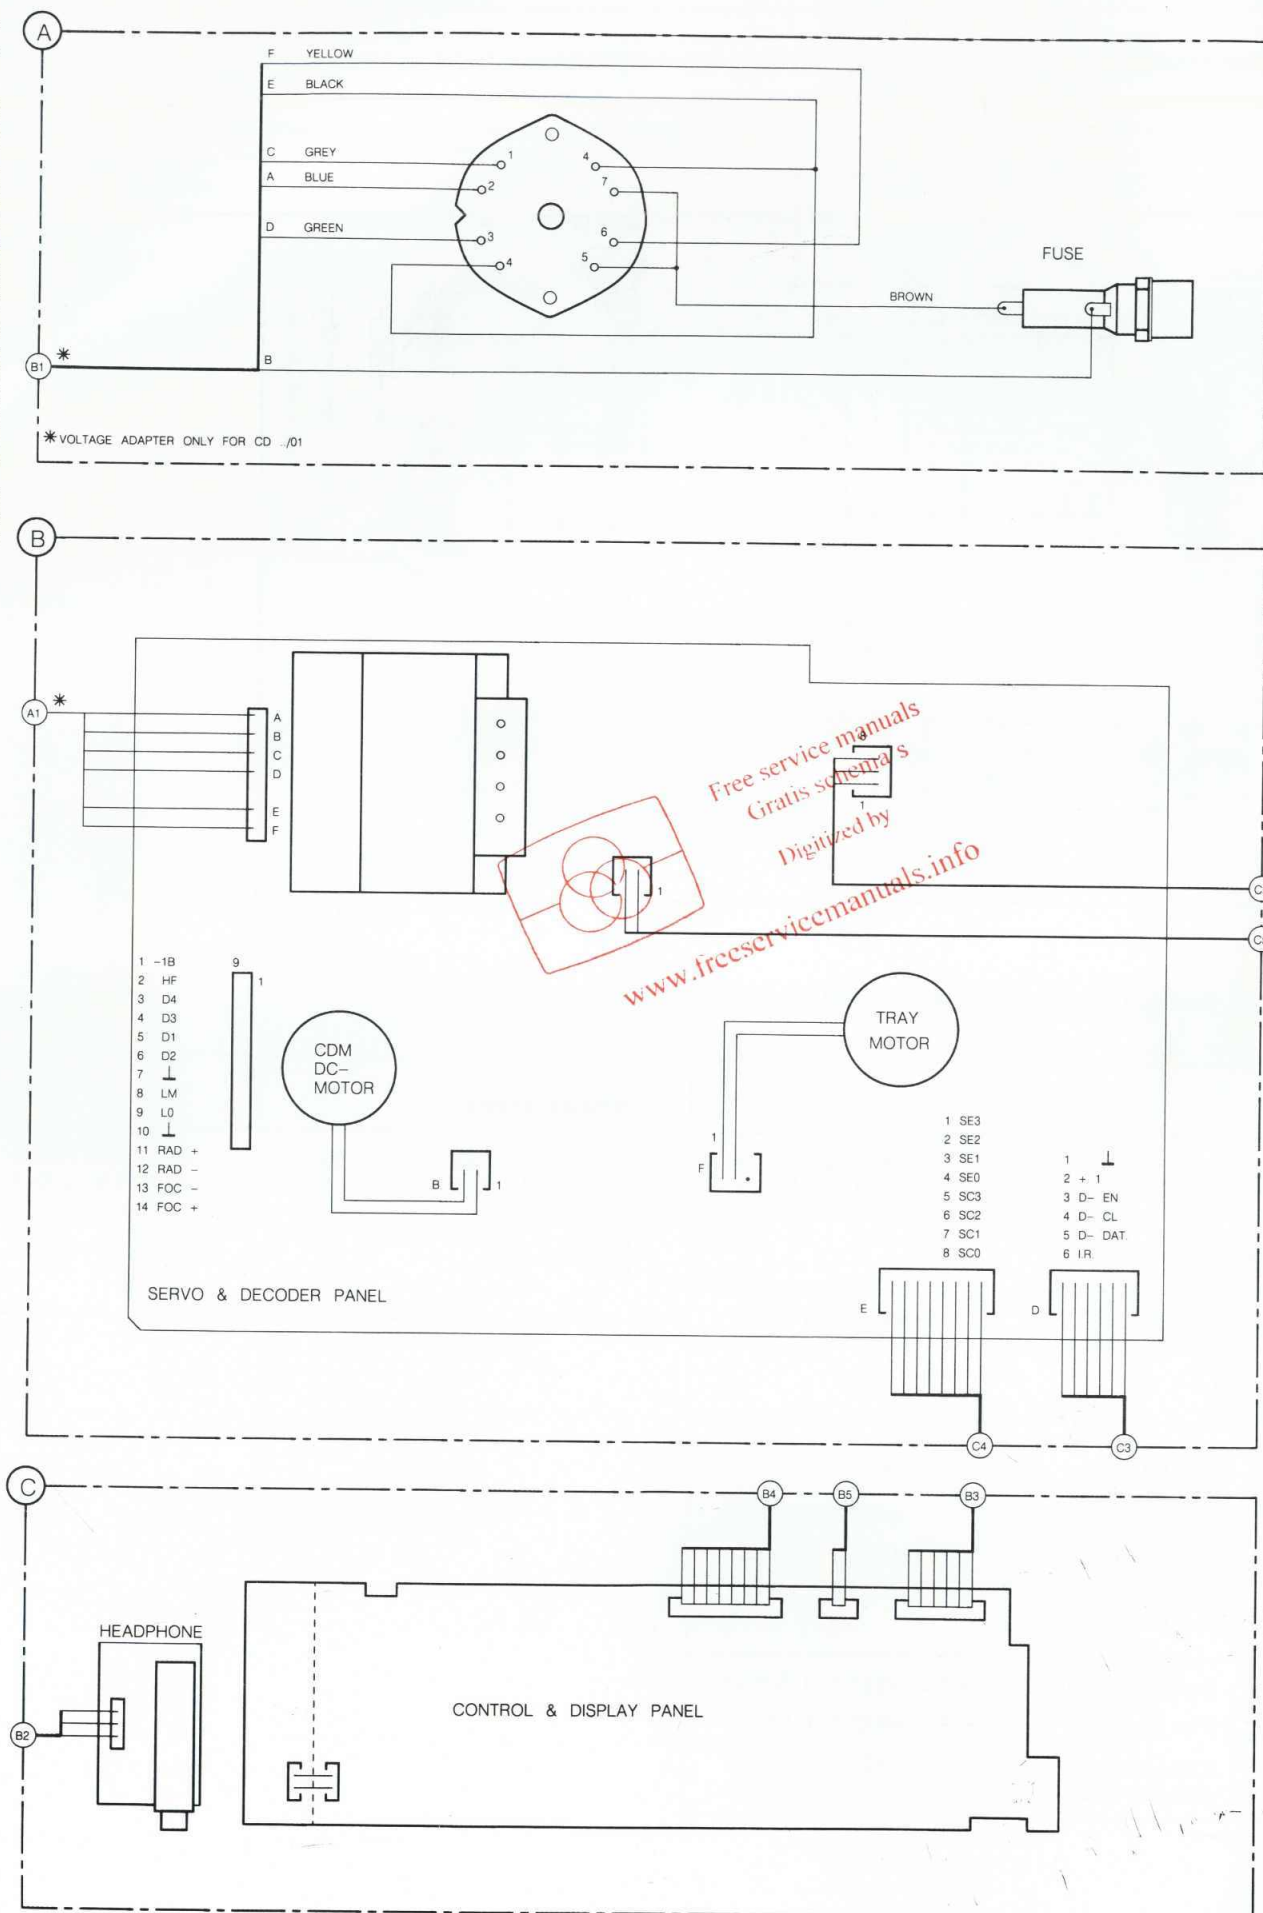 A
F YELLOW
E BLACK
C GREY
A BLUE
D GREEN
1
2
3
4
4
7
6
5
BROWN
FUSE
B1 *
B
* VOLTAGE ADAPTER ONLY FOR CD ../01
B
A1 *
A
B
C
D
E
F
1
1
Free service manuals
Gratis schema's
Digitized by
www.freeservicemanuals.info
1 -1B
2 HF
3 D4
4 D3
5 D1
6 D2
7 ⊥
8 LM
9 L0
10 ⊥
11 RAD +
12 RAD -
13 FOC -
14 FOC +
9
1
CDM
DC-
MOTOR
B 1
TRAY
MOTOR
1
F
1 SE3
2 SE2
3 SE1
4 SE0
5 SC3
6 SC2
7 SC1
8 SC0
1 ⊥
2 + 1
3 D- EN
4 D- CL
5 D- DAT.
6 I.R.
E
D
SERVO & DECODER PANEL
C4
C3
C
B4
B5
B3
HEADPHONE
B2
CONTROL & DISPLAY PANEL